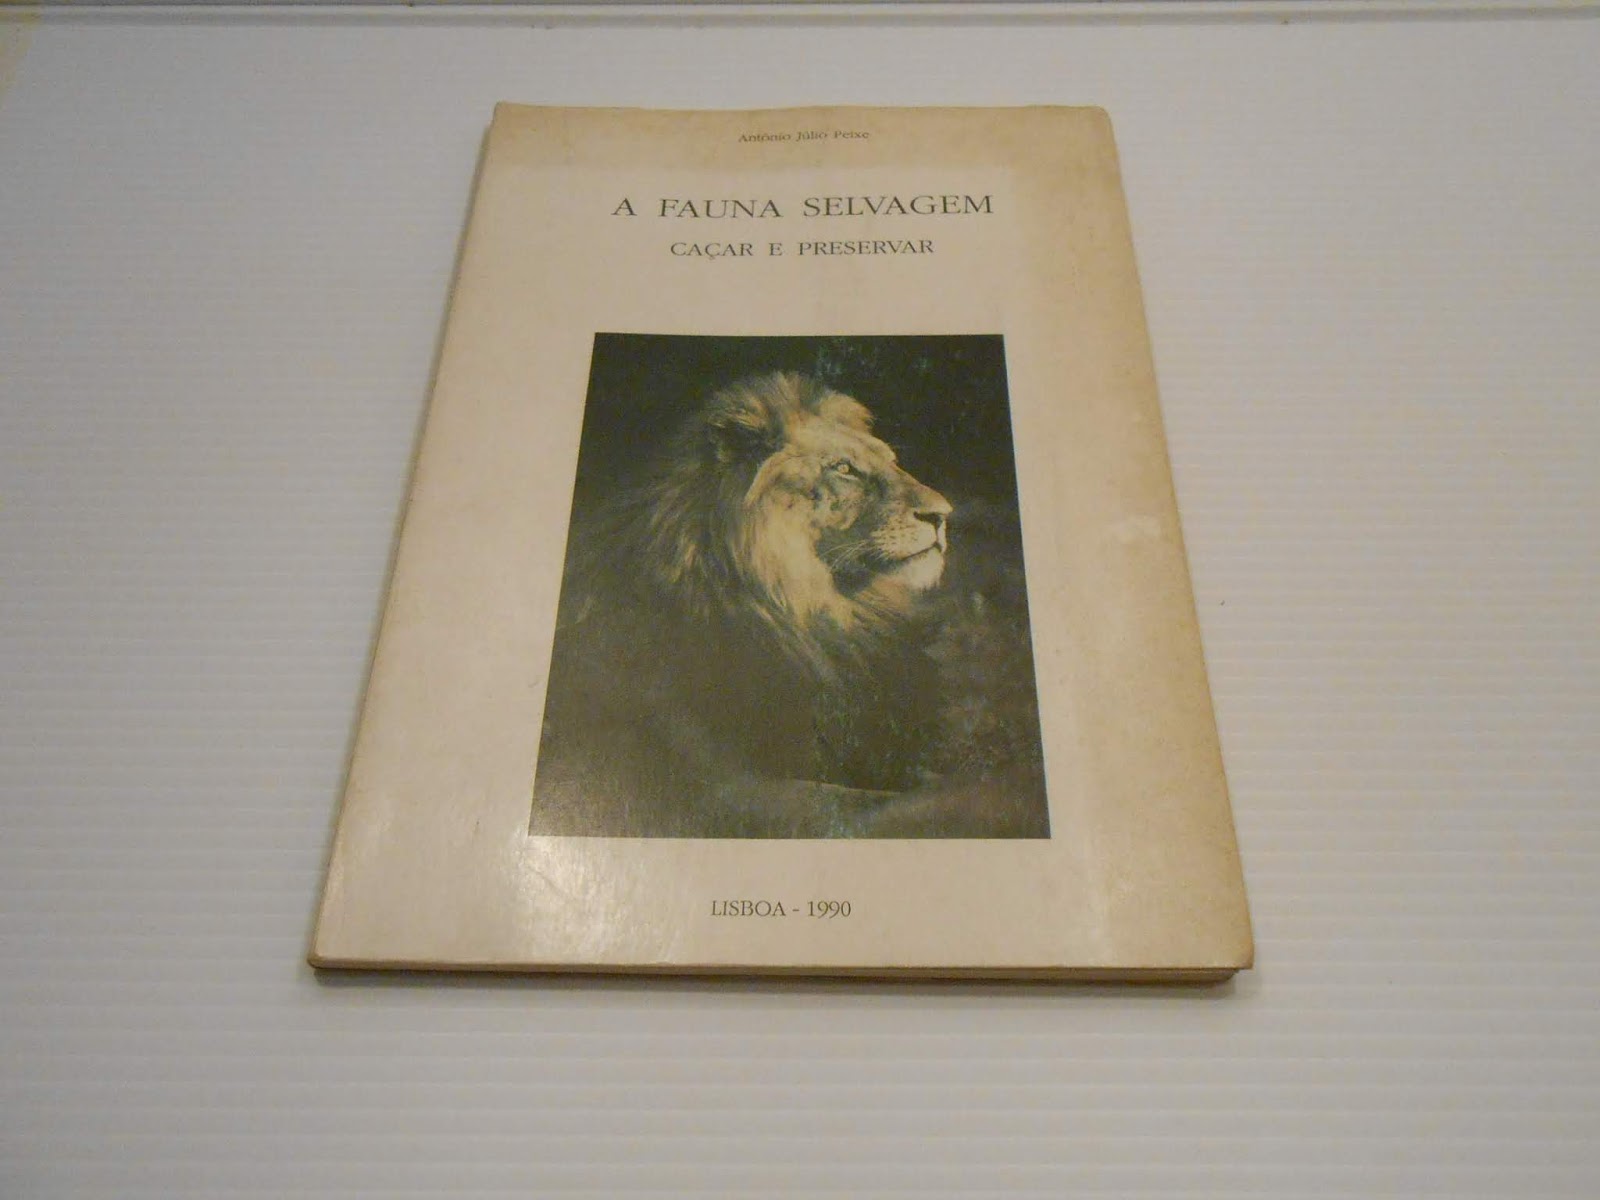 António Júlio Peixe
A FAUNA SELVAGEM
CAÇAR E PRESERVAR
LISBOA - 1990